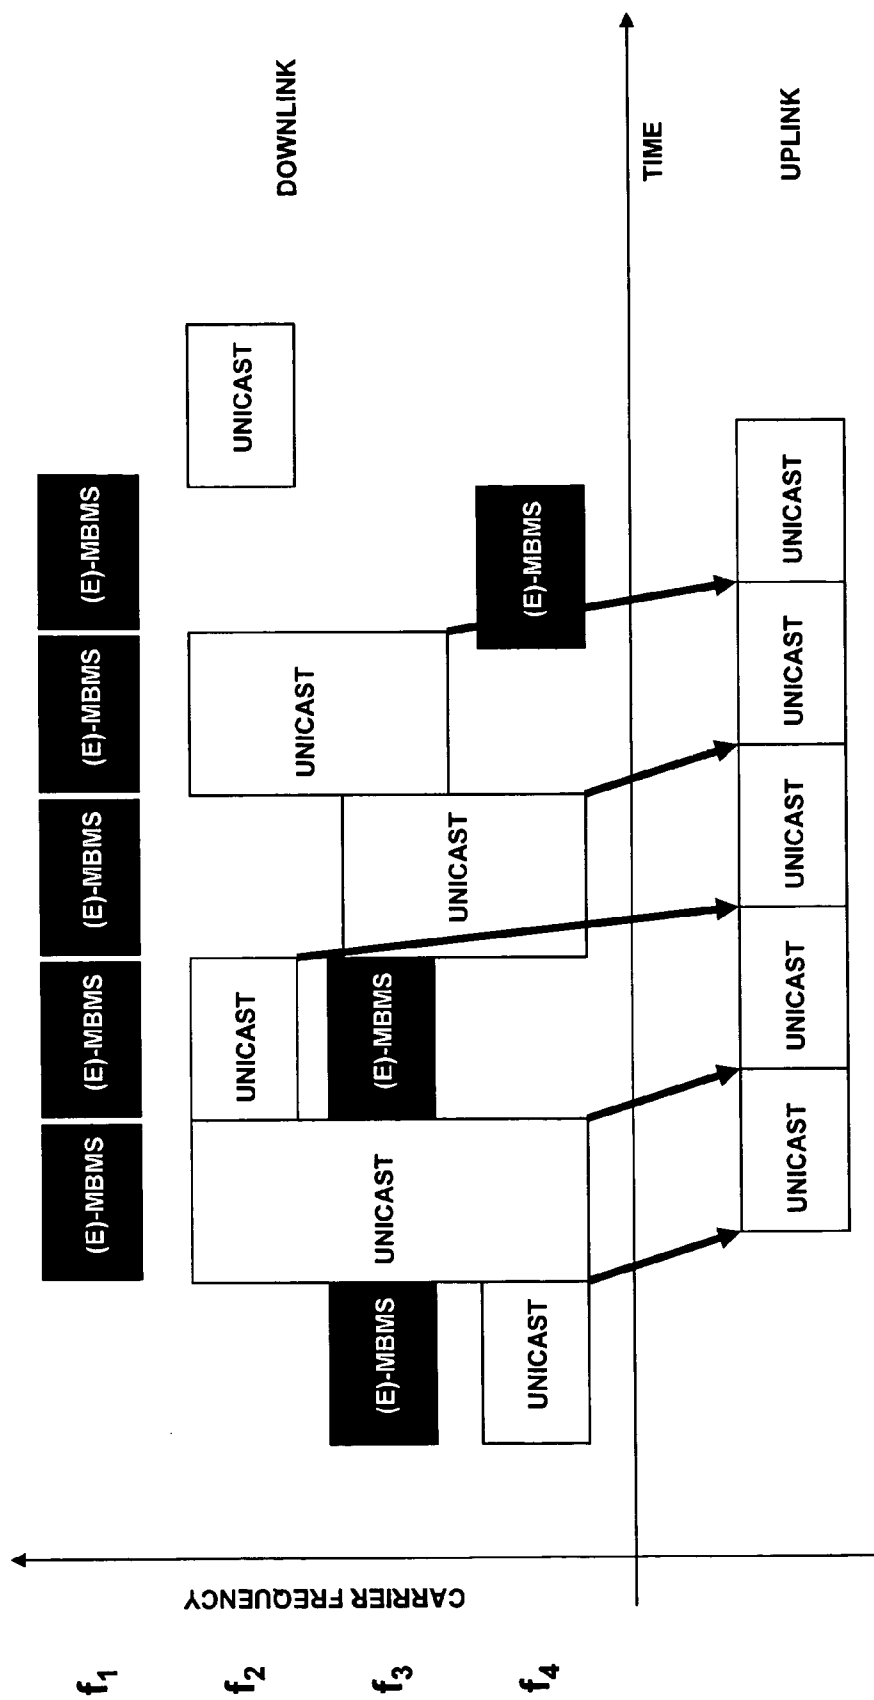 f1
(E)-MBMS
(E)-MBMS
(E)-MBMS
(E)-MBMS
(E)-MBMS
f2
UNICAST
UNICAST
UNICAST
DOWNLINK
f3
(E)-MBMS
UNICAST
(E)-MBMS
UNICAST
f4
UNICAST
(E)-MBMS
CARRIER FREQUENCY
TIME
UNICAST
UNICAST
UNICAST
UNICAST
UNICAST
UPLINK